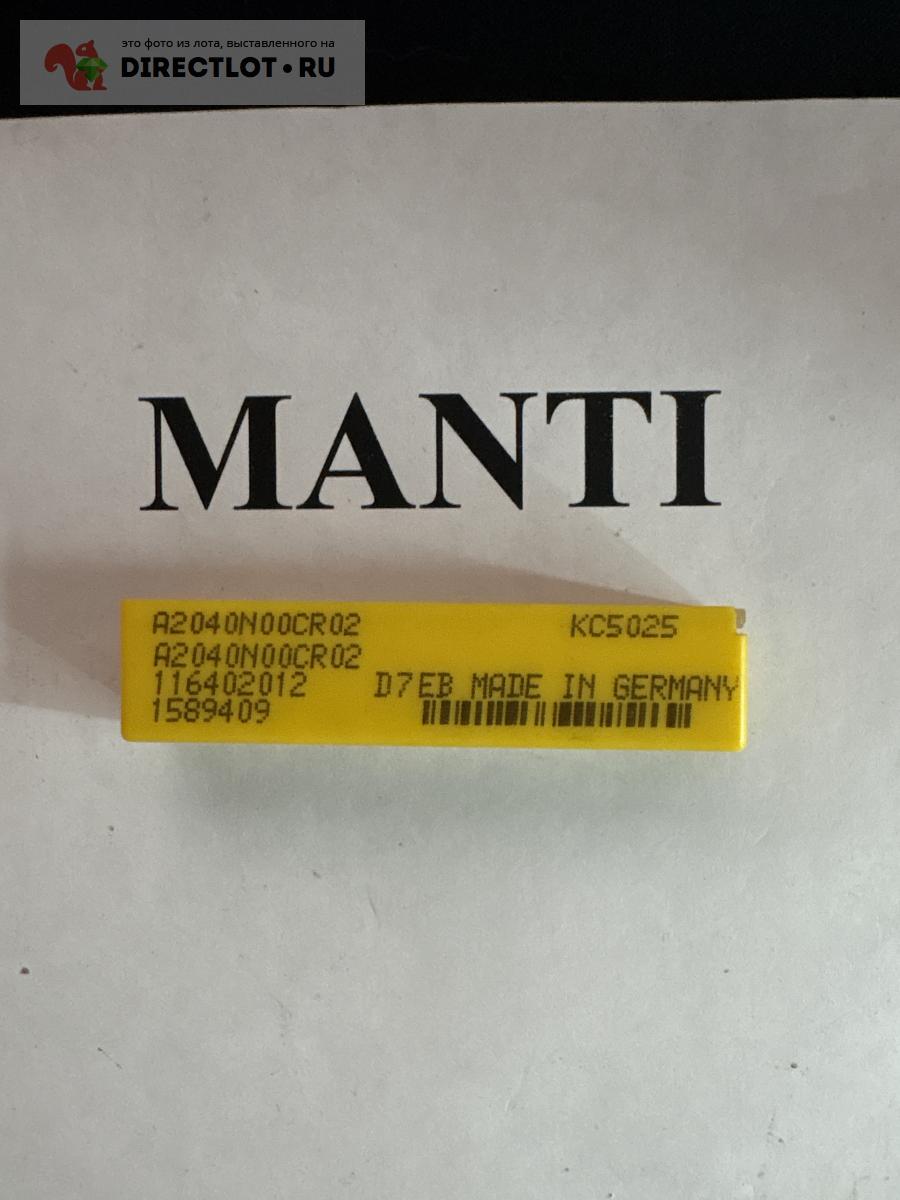 это фото из лота, выставленного на
DIRECTLOT•RU
MANTI
A2040N00CR02 KC5025
A2040N00CR02
116402012 D7EB MADE IN GERMANY
1589409